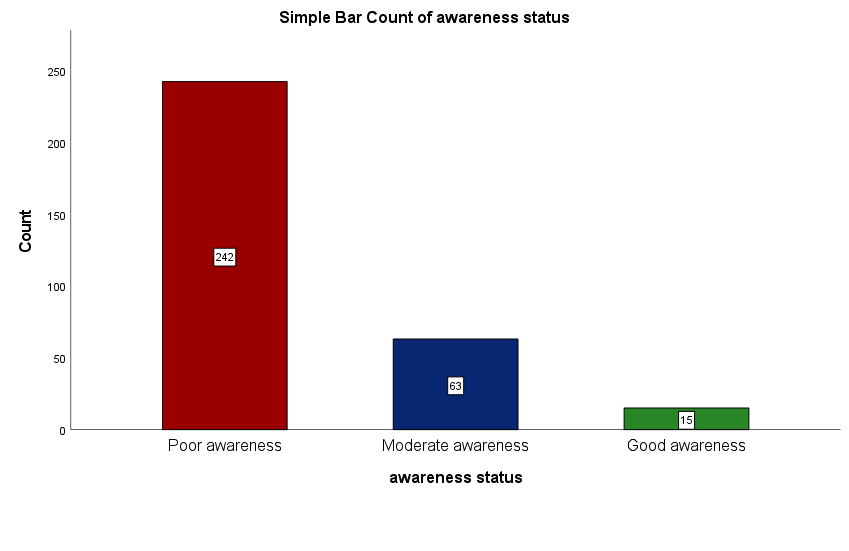 Simple Bar Count of awareness status
Count
250
200
150
100
50
0
242
63
15
Poor awareness
Moderate awareness
Good awareness
awareness status